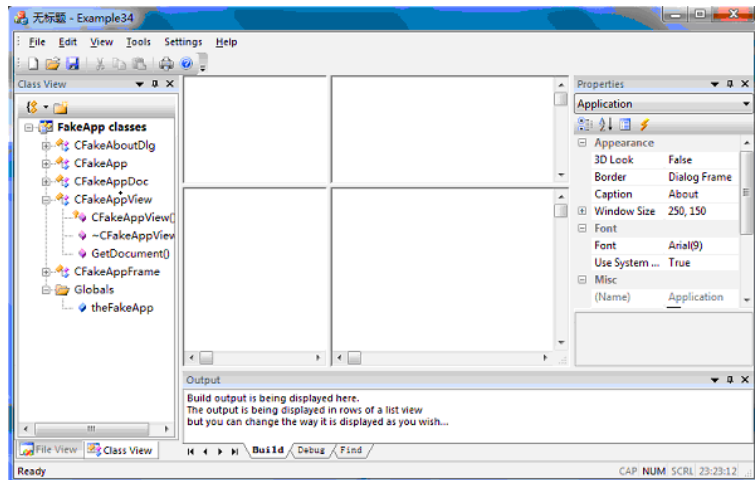 无标题 - Example34
File Edit View Tools Settings Help
Class View
FakeApp classes
CFakeAboutDlg
CFakeApp
CFakeAppDoc
CFakeAppView
CFakeAppView()
~CFakeAppView
GetDocument()
CFakeAppFrame
Globals
theFakeApp
File View Class View
Properties
Application
Appearance
3D Look False
Border Dialog Frame
Caption About
Window Size 250, 150
Font
Font Arial(9)
Use System ... True
Misc
(Name) Application
Output
Build output is being displayed here.
The output is being displayed in rows of a list view
but you can change the way it is displayed as you wish...
Build Debug Find
Ready CAP NUM SCRL 23:23:12